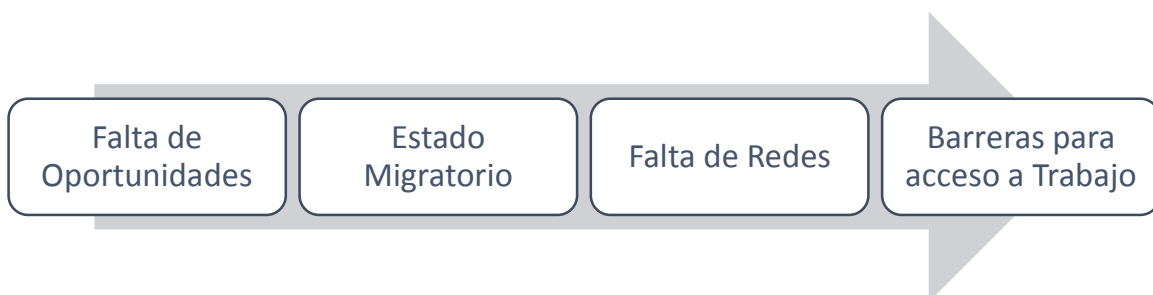 Falta de
Oportunidades
Estado
Migratorio
Falta de Redes
Barreras para
acceso a Trabajo